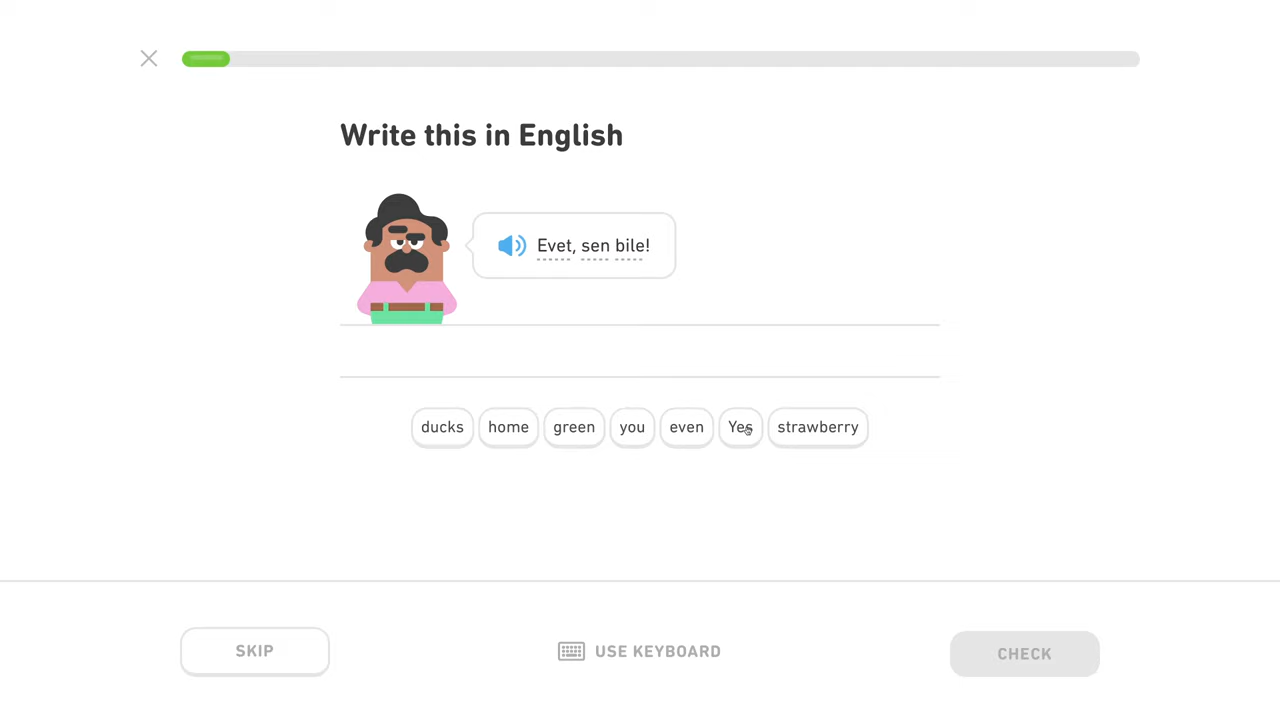 Write this in English
Evet, sen bile!
ducks home green you even Yes strawberry
SKIP USE KEYBOARD CHECK